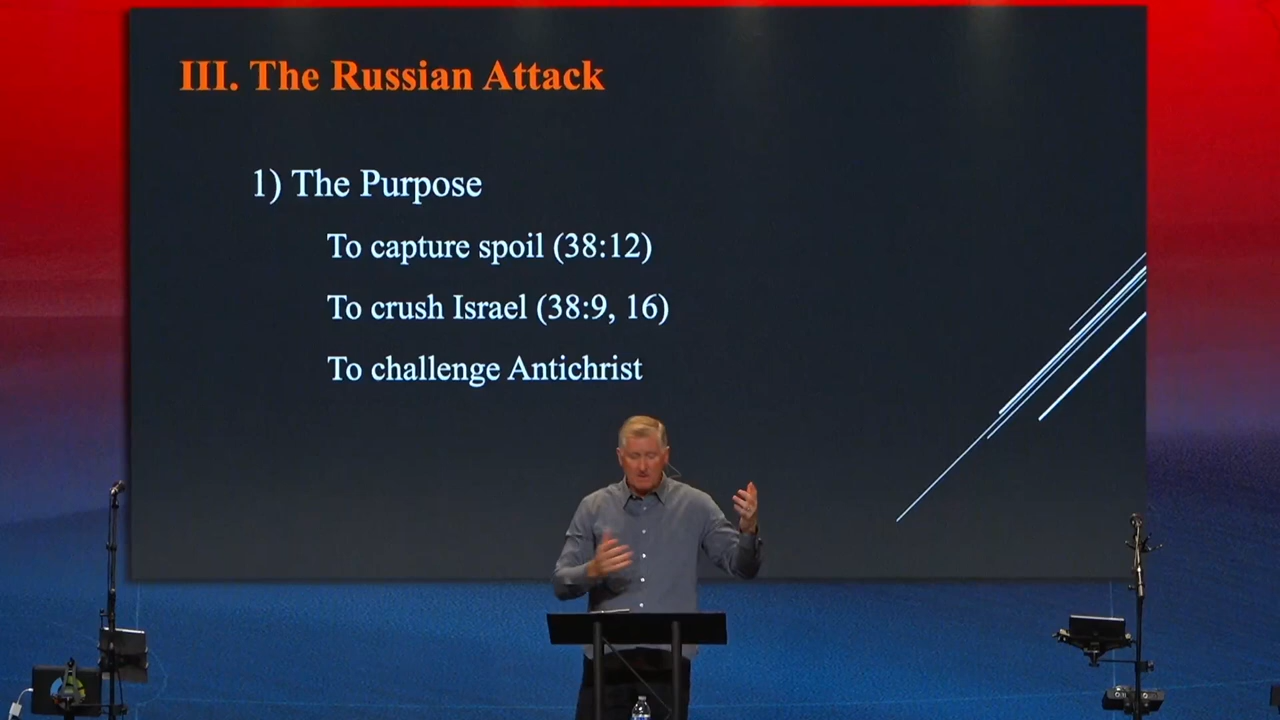 III. The Russian Attack
1) The Purpose
To capture spoil (38:12)
To crush Israel (38:9, 16)
To challenge Antichrist